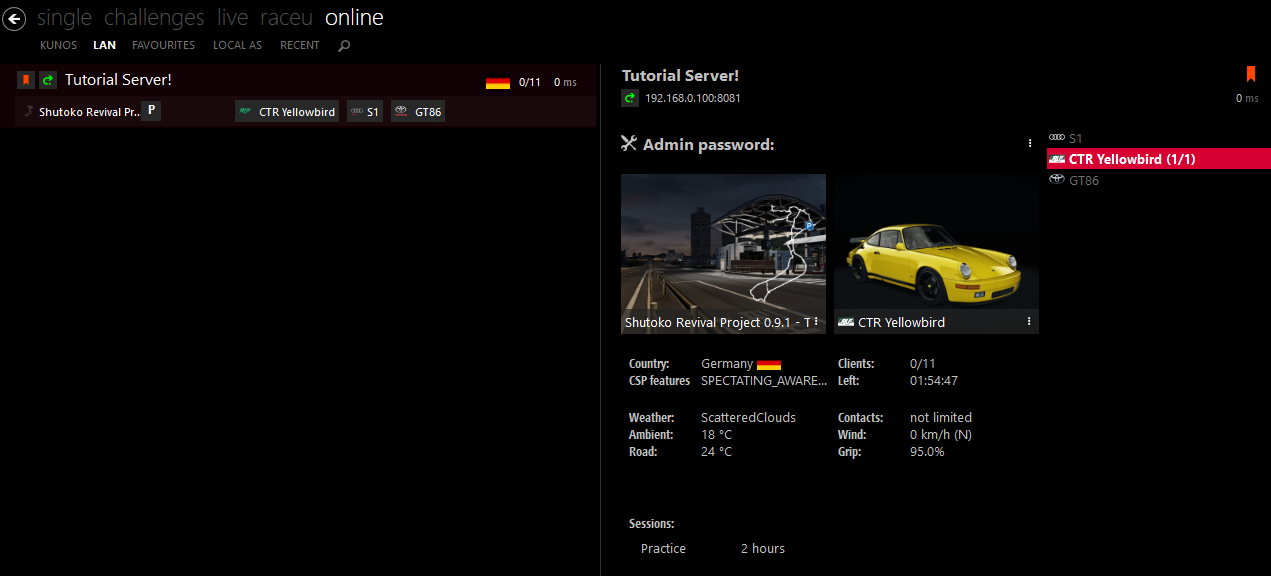 single challenges live raceu online
KUNOS LAN FAVOURITES LOCAL AS RECENT
Tutorial Server! 0/11 0 ms
Shutoko Revival Pr.. P CTR Yellowbird S1 GT86
Tutorial Server!
192.168.0.100:8081 0 ms
Admin password:
S1
CTR Yellowbird (1/1)
GT86
P
Shutoko Revival Project 0.9.1 - T
CTR Yellowbird
Country: Germany Clients: 0/11
CSP features SPECTATING_AWARE... Left: 01:54:47
Weather: ScatteredClouds Contacts: not limited
Ambient: 18 °C Wind: 0 km/h (N)
Road: 24 °C Grip: 95.0%
Sessions:
Practice 2 hours